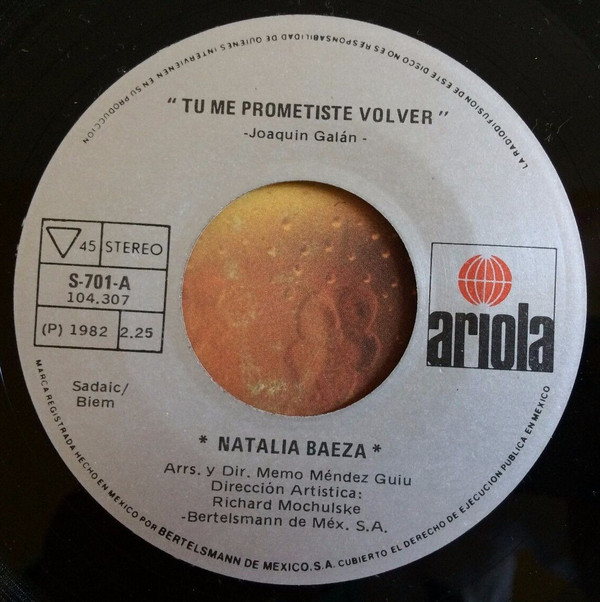 LA RADIODIFUSION DE ESTE DISCO NO ES RESPONSABILIDAD DE QUIENES INTERVIENEN EN SU PRODUCCION
" TU ME PROMETISTE VOLVER "
-Joaquin Galán -
45 STEREO
S-701-A
104.307
(P) 1982 2.25
ariola
Sadaic/
Biem
* NATALIA BAEZA *
Arrs. y Dir. Memo Méndez Guiu
Dirección Artistica:
Richard Mochulske
-Bertelsmann de Méx. S.A.
MARCA REGISTRADA HECHO EN MEXICO POR BERTELSMANN DE MEXICO, S.A. CUBIERTO EL DERECHO DE EJECUCION PUBLICA EN MEXICO